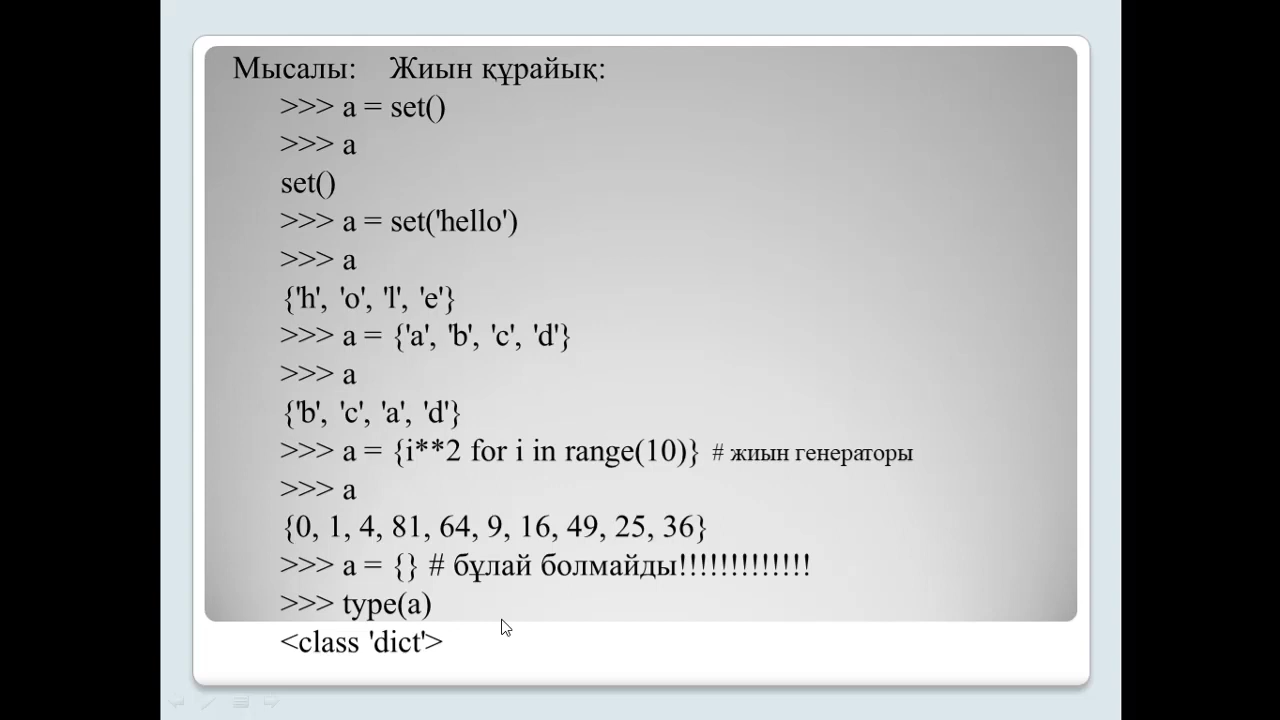 Мысалы: Жиын құрайық:
>>> a = set()
>>> a
set()
>>> a = set('hello')
>>> a
{'h', 'o', 'l', 'e'}
>>> a = {'a', 'b', 'c', 'd'}
>>> a
{'b', 'c', 'a', 'd'}
>>> a = {i**2 for i in range(10)} # жиын генераторы
>>> a
{0, 1, 4, 81, 64, 9, 16, 49, 25, 36}
>>> a = {} # бұлай болмайды!!!!!!!!!!!!!
>>> type(a)
<class 'dict'>